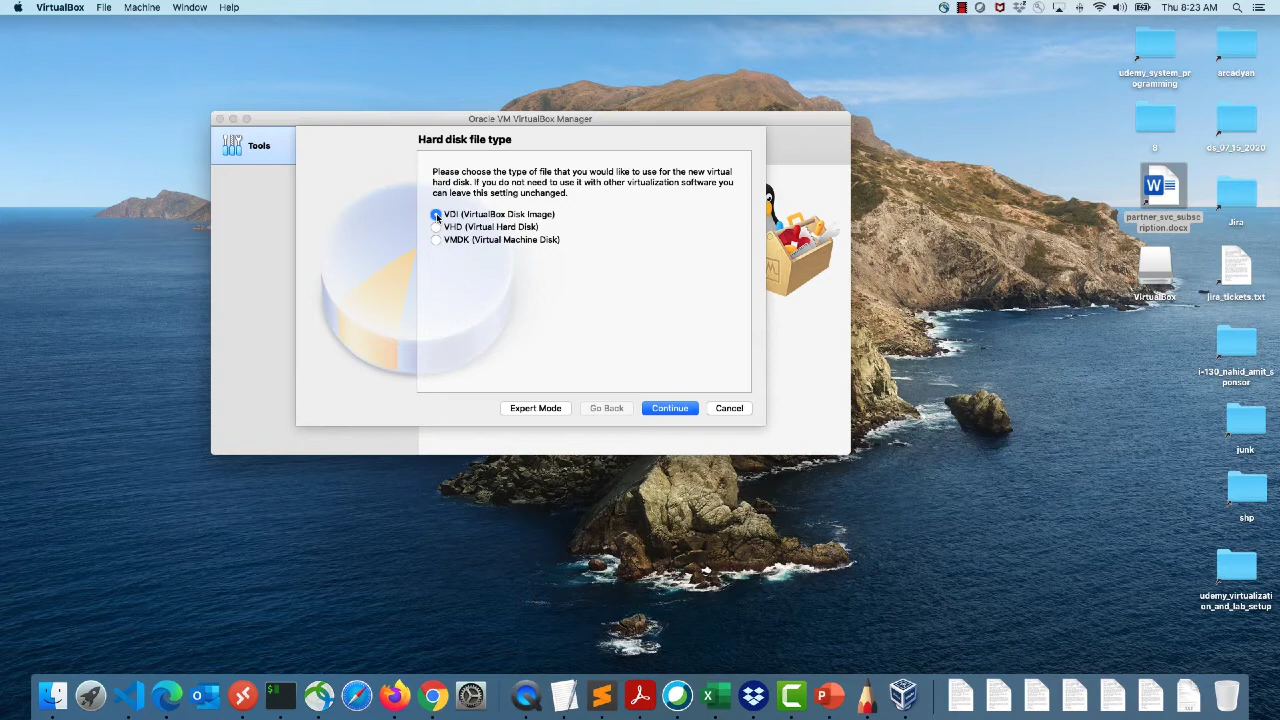 VirtualBox File Machine Window Help
Thu 8:23 AM
udemy_system_pr
ogramming
arcadyan
8
ds_07_15_2020
W
partner_svc_subsc
ription.docx
Jira
VirtualBox
jira_tickets.txt
i-130_nahid_amit_s
ponsor
junk
shp
udemy_virtualizati
on_and_lab_setup
Oracle VM VirtualBox Manager
Tools
Hard disk file type
Please choose the type of file that you would like to use for the new virtual
hard disk. If you do not need to use it with other virtualization software you
can leave this setting unchanged.
VDI (VirtualBox Disk Image)
VHD (Virtual Hard Disk)
VMDK (Virtual Machine Disk)
Expert Mode Go Back Continue Cancel